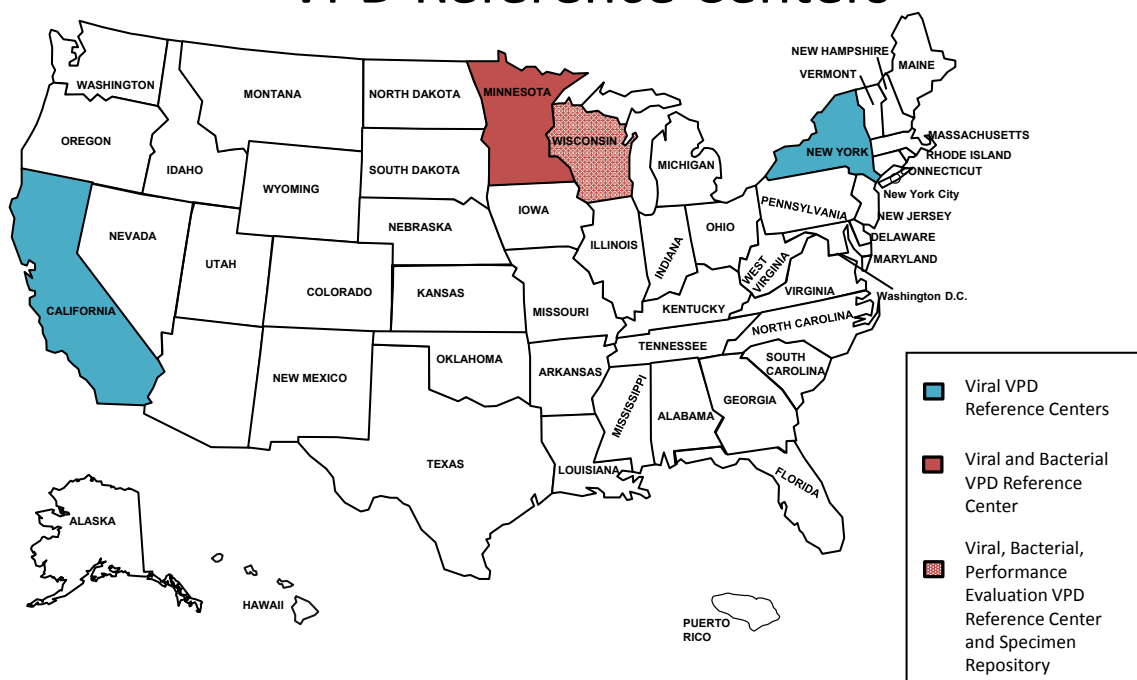 VPD Reference Centers
WASHINGTON
MONTANA
NORTH DAKOTA
MINNESOTA
NEW HAMPSHIRE
VERMONT
MAINE
OREGON
IDAHO
WYOMING
SOUTH DAKOTA
WISCONSIN
MICHIGAN
NEW YORK
MASSACHUSETTS
RHODE ISLAND
ONNECTICUT
New York City
NEW JERSEY
DELAWARE
MARYLAND
Washington D.C.
NEVADA
UTAH
COLORADO
NEBRASKA
KANSAS
IOWA
ILLINOIS
INDIANA
OHIO
PENNSYLVANIA
WEST
VIRGINIA
VIRGINIA
CALIFORNIA
MISSOURI
KENTUCKY
NORTH CAROLINA
TENNESSEE
SOUTH
CAROLINA
NEW MEXICO
OKLAHOMA
ARKANSAS
MISSISSIPPI
ALABAMA
GEORGIA
TEXAS
LOUISIANA
FLORIDA
ALASKA
HAWAII
PUERTO
RICO
Viral VPD
Reference Centers
Viral and Bacterial
VPD Reference
Center
Viral, Bacterial,
Performance
Evaluation VPD
Reference Center
and Specimen
Repository